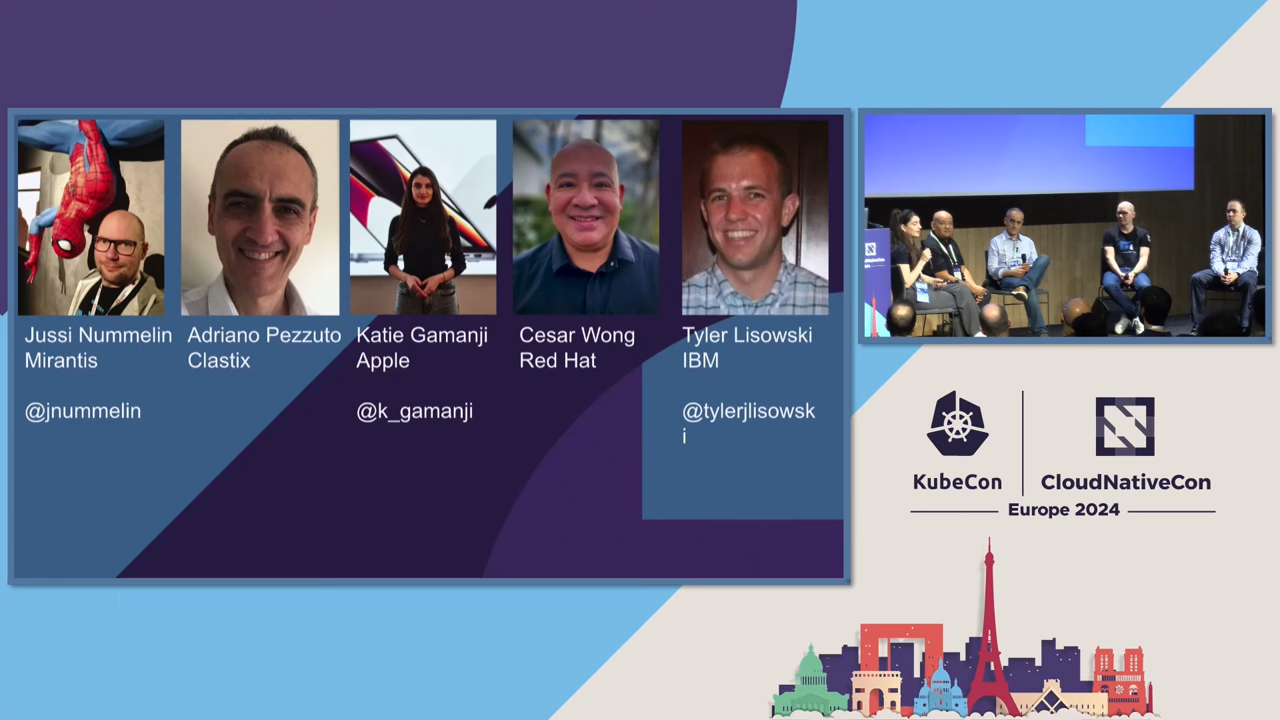 Jussi Nummelin
Mirantis
@jnummelin
Adriano Pezzuto
Clastix
Katie Gamanji
Apple
@k_gamanji
Cesar Wong
Red Hat
Tyler Lisowski
IBM
@tylerjlisowsk
i
KubeCon
CloudNativeCon
Europe 2024